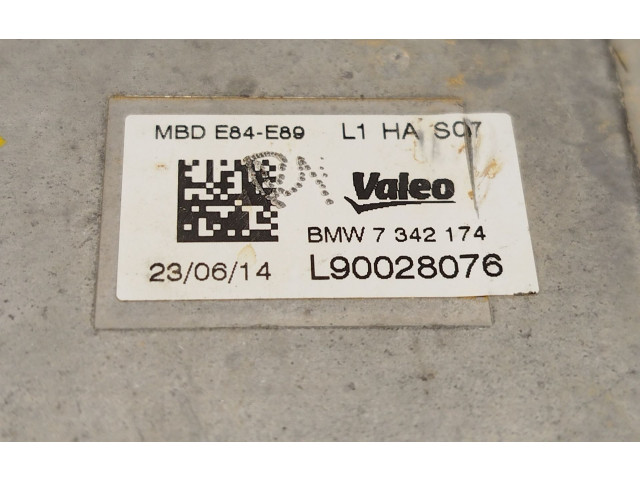 MBD E84-E89 L1 HA S07
Valeo
BMW 7 342 174
23/06/14 L90028076